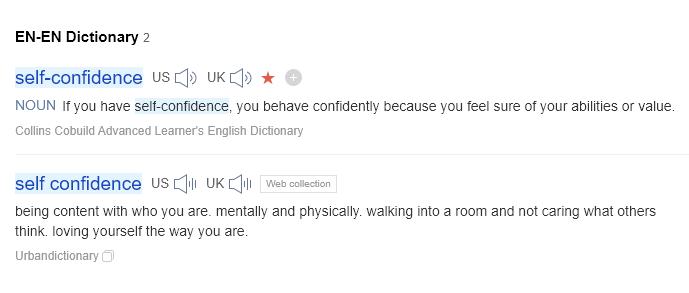 EN-EN Dictionary 2
self-confidence US UK
NOUN If you have self-confidence, you behave confidently because you feel sure of your abilities or value.
Collins Cobuild Advanced Learner's English Dictionary
self confidence US UK Web collection
being content with who you are. mentally and physically. walking into a room and not caring what others
think. loving yourself the way you are.
Urbandictionary